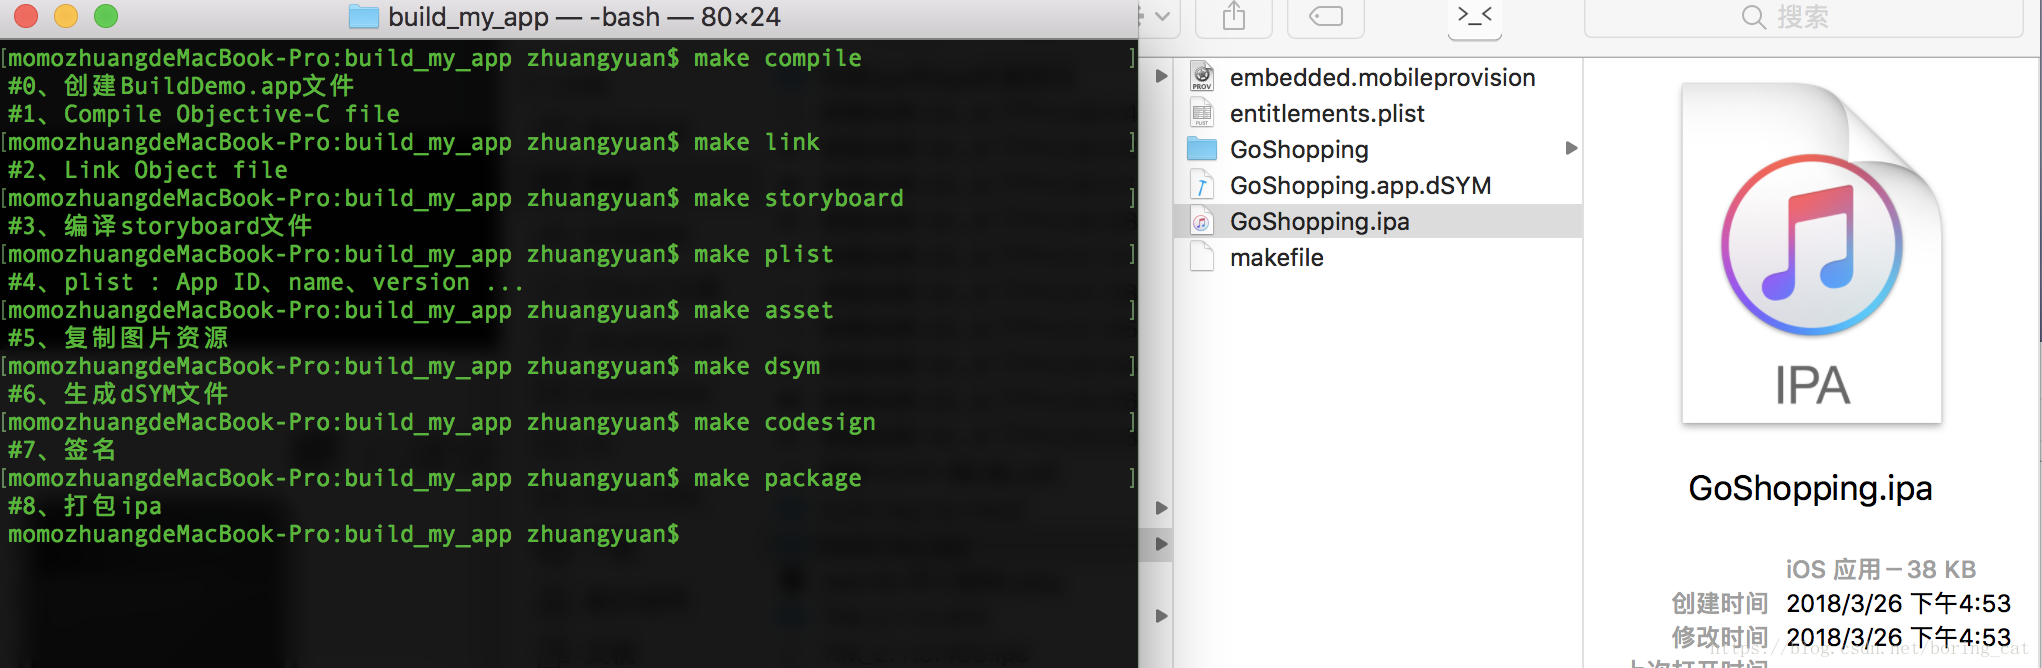 build_my_app — -bash — 80×24
[momozhuangdeMacBook-Pro:build_my_app zhuangyuan$ make compile ]
#0、创建BuildDemo.app文件
#1、Compile Objective-C file
[momozhuangdeMacBook-Pro:build_my_app zhuangyuan$ make link ]
#2、Link Object file
[momozhuangdeMacBook-Pro:build_my_app zhuangyuan$ make storyboard ]
#3、编译storyboard文件
[momozhuangdeMacBook-Pro:build_my_app zhuangyuan$ make plist ]
#4、plist : App ID、name、version ...
[momozhuangdeMacBook-Pro:build_my_app zhuangyuan$ make asset ]
#5、复制图片资源
[momozhuangdeMacBook-Pro:build_my_app zhuangyuan$ make dsym ]
#6、生成dSYM文件
[momozhuangdeMacBook-Pro:build_my_app zhuangyuan$ make codesign ]
#7、签名
[momozhuangdeMacBook-Pro:build_my_app zhuangyuan$ make package ]
#8、打包ipa
momozhuangdeMacBook-Pro:build_my_app zhuangyuan$
>_<
搜索
PROV
embedded.mobileprovision
PLIST
entitlements.plist
GoShopping
GoShopping.app.dSYM
GoShopping.ipa
makefile
IPA
GoShopping.ipa
iOS 应用 — 38 KB
创建时间 2018/3/26 下午4:53
修改时间 2018/3/26 下午4:53
上次打开时间
https://blog.csdn.net/boring_cat